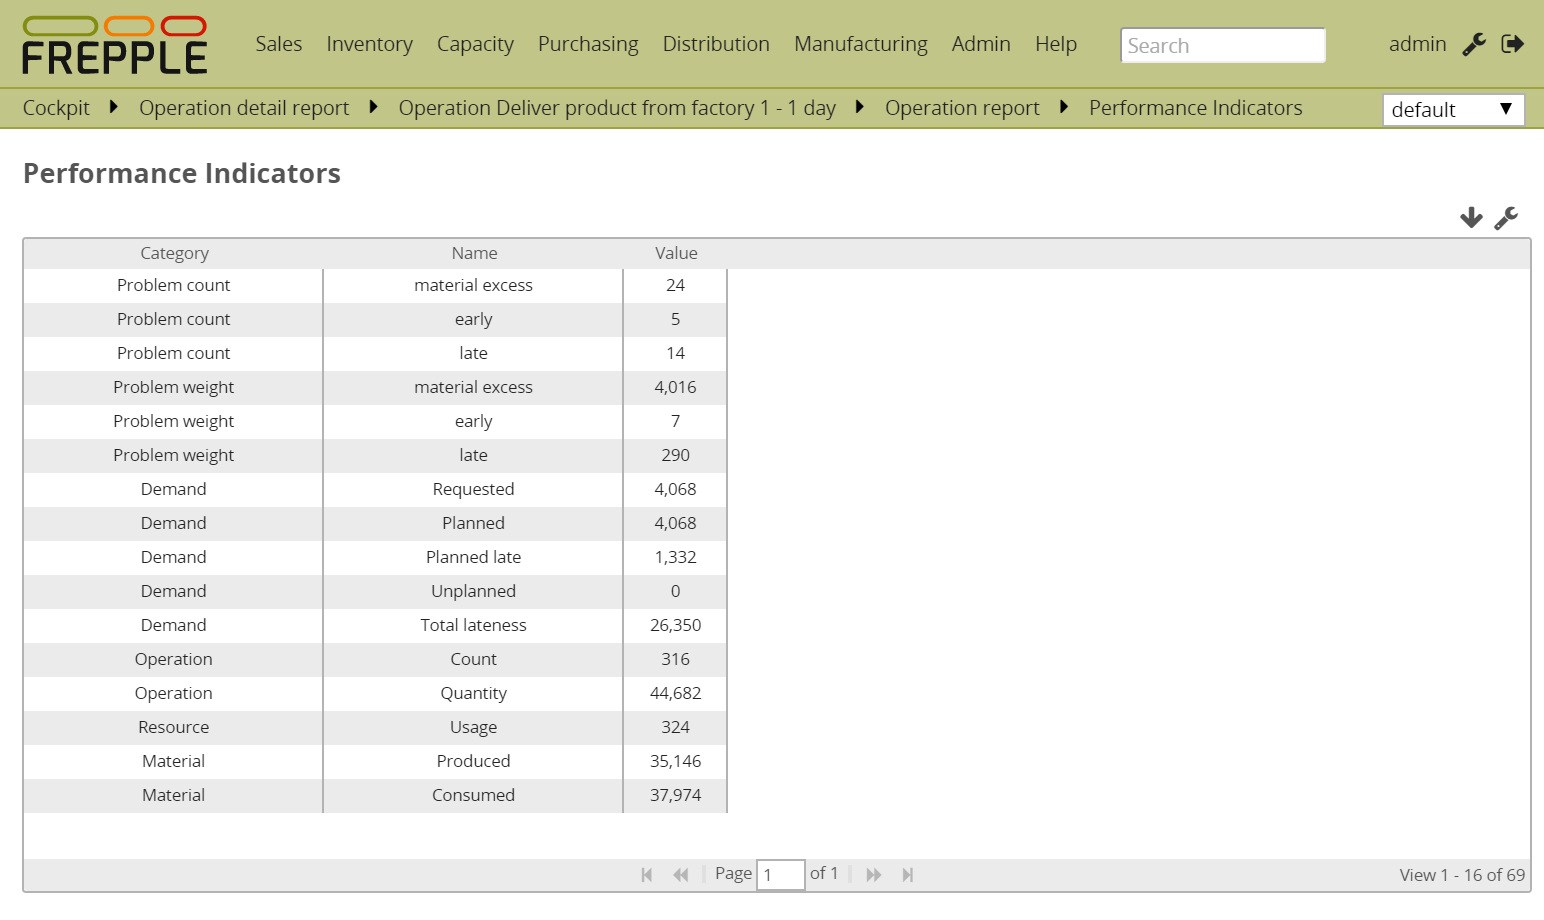 FREPPLE Sales Inventory Capacity Purchasing Distribution Manufacturing Admin Help Search admin
Cockpit Operation detail report Operation Deliver product from factory 1 - 1 day Operation report Performance Indicators default
Performance Indicators
Category Name Value
Problem count material excess 24
Problem count early 5
Problem count late 14
Problem weight material excess 4,016
Problem weight early 7
Problem weight late 290
Demand Requested 4,068
Demand Planned 4,068
Demand Planned late 1,332
Demand Unplanned 0
Demand Total lateness 26,350
Operation Count 316
Operation Quantity 44,682
Resource Usage 324
Material Produced 35,146
Material Consumed 37,974
Page 1 of 1 View 1 - 16 of 69